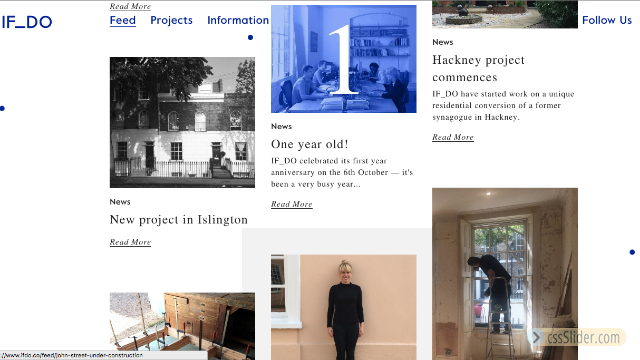 Read More
IF_DO
Feed
Projects
Information
Follow Us
1
News
New project in Islington
Read More
News
One year old!
IF_DO celebrated its first year
anniversary on the 6th October — it's
been a very busy year...
Read More
News
Hackney project
commences
IF_DO have started work on a unique
residential conversion of a former
synagogue in Hackney.
Read More
cssSlider.com
://www.ifdo.co/feed/john-street-under-construction